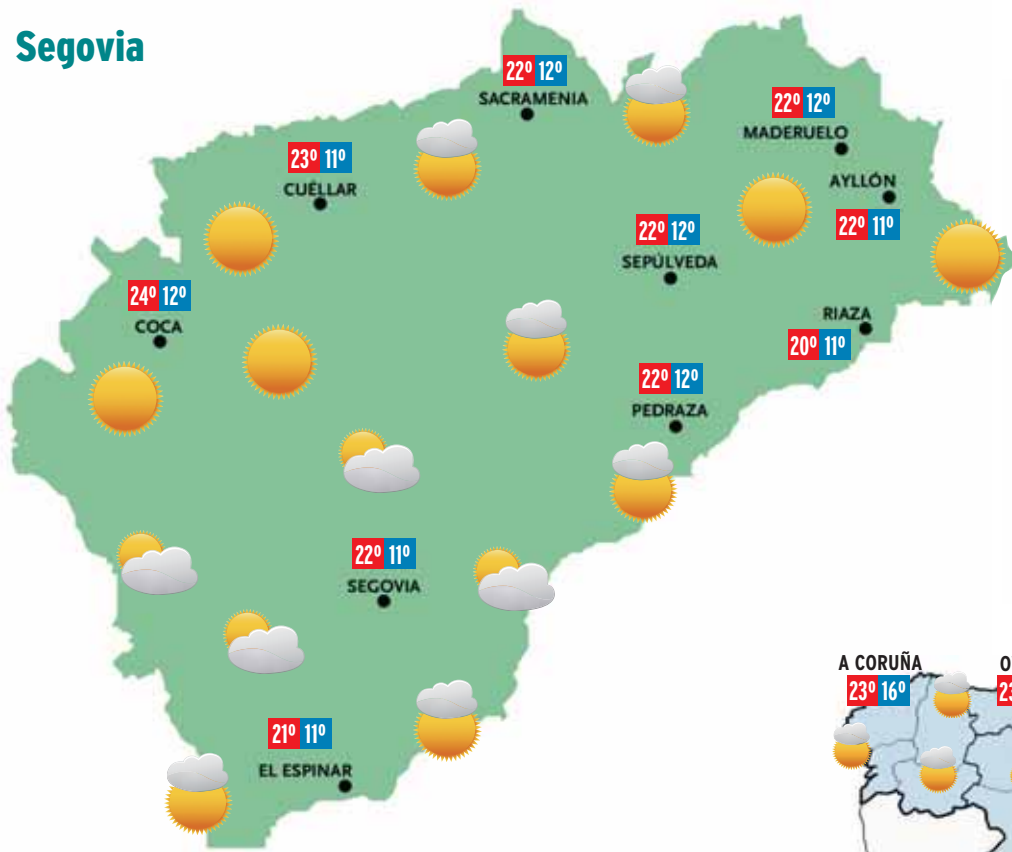 Segovia
22º 12º
SACRAMENIA
22º 12º
MADERUELO
23º 11º
CUÉLLAR
AYLLÓN
22º 11º
22º 12º
SEPÚLVEDA
24º 12º
COCA
RIAZA
20º 11º
22º 12º
PEDRAZA
22º 11º
SEGOVIA
21º 11º
EL ESPINAR
A CORUÑA
23º 16º